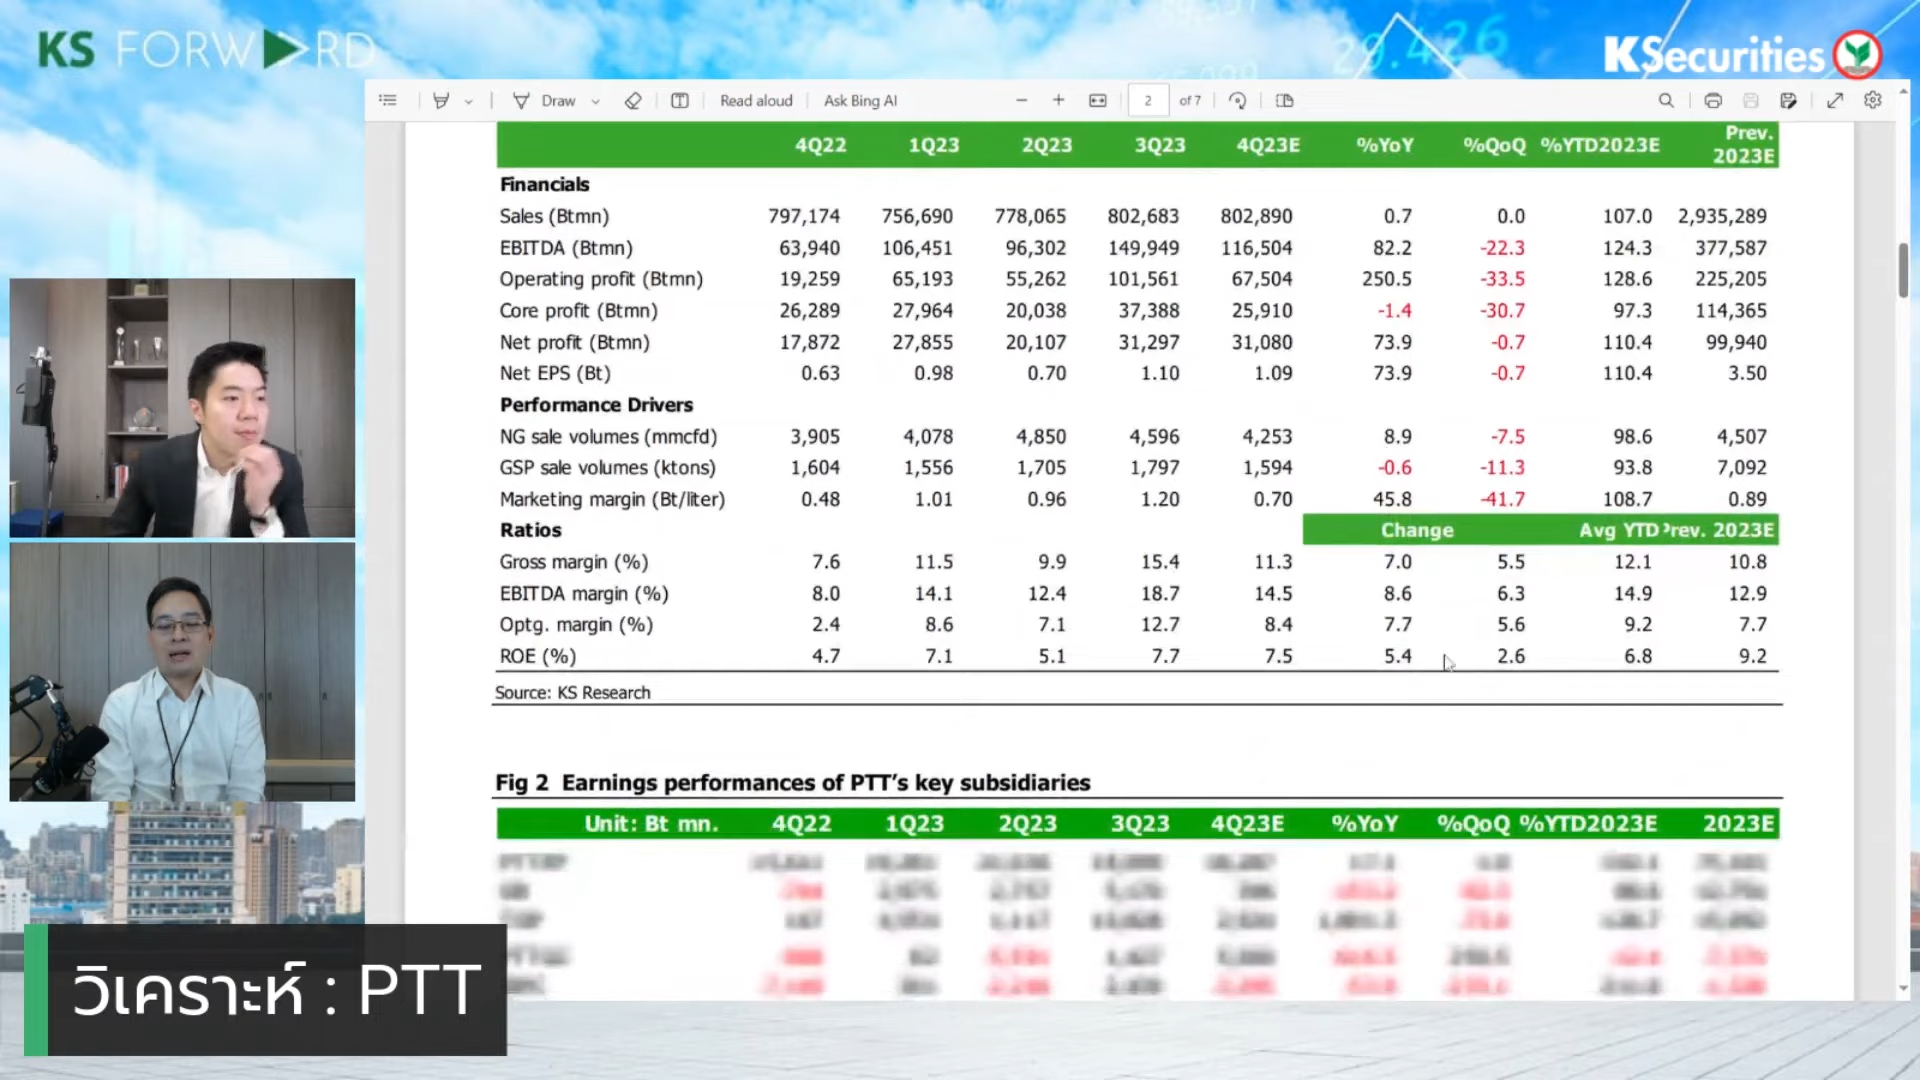 KS FORWARD
KSecurities
Draw
Read aloud
Ask Bing AI
2
of 7
4Q22 1Q23 2Q23 3Q23 4Q23E %YoY %QoQ %YTD2023E Prev. 2023E
Financials
Sales (Btmn) 797,174 756,690 778,065 802,683 802,890 0.7 0.0 107.0 2,935,289
EBITDA (Btmn) 63,940 106,451 96,302 149,949 116,504 82.2 -22.3 124.3 377,587
Operating profit (Btmn) 19,259 65,193 55,262 101,561 67,504 250.5 -33.5 128.6 225,205
Core profit (Btmn) 26,289 27,964 20,038 37,388 25,910 -1.4 -30.7 97.3 114,365
Net profit (Btmn) 17,872 27,855 20,107 31,297 31,080 73.9 -0.7 110.4 99,940
Net EPS (Bt) 0.63 0.98 0.70 1.10 1.09 73.9 -0.7 110.4 3.50
Performance Drivers
NG sale volumes (mmcfd) 3,905 4,078 4,850 4,596 4,253 8.9 -7.5 98.6 4,507
GSP sale volumes (ktons) 1,604 1,556 1,705 1,797 1,594 -0.6 -11.3 93.8 7,092
Marketing margin (Bt/liter) 0.48 1.01 0.96 1.20 0.70 45.8 -41.7 108.7 0.89
Ratios Change Avg YTD Prev. 2023E
Gross margin (%) 7.6 11.5 9.9 15.4 11.3 7.0 5.5 12.1 10.8
EBITDA margin (%) 8.0 14.1 12.4 18.7 14.5 8.6 6.3 14.9 12.9
Optg. margin (%) 2.4 8.6 7.1 12.7 8.4 7.7 5.6 9.2 7.7
ROE (%) 4.7 7.1 5.1 7.7 7.5 5.4 2.6 6.8 9.2
Source: KS Research
Fig 2 Earnings performances of PTT's key subsidiaries
Unit: Bt mn. 4Q22 1Q23 2Q23 3Q23 4Q23E %YoY %QoQ %YTD2023E 2023E
วิเคราะห์ : PTT